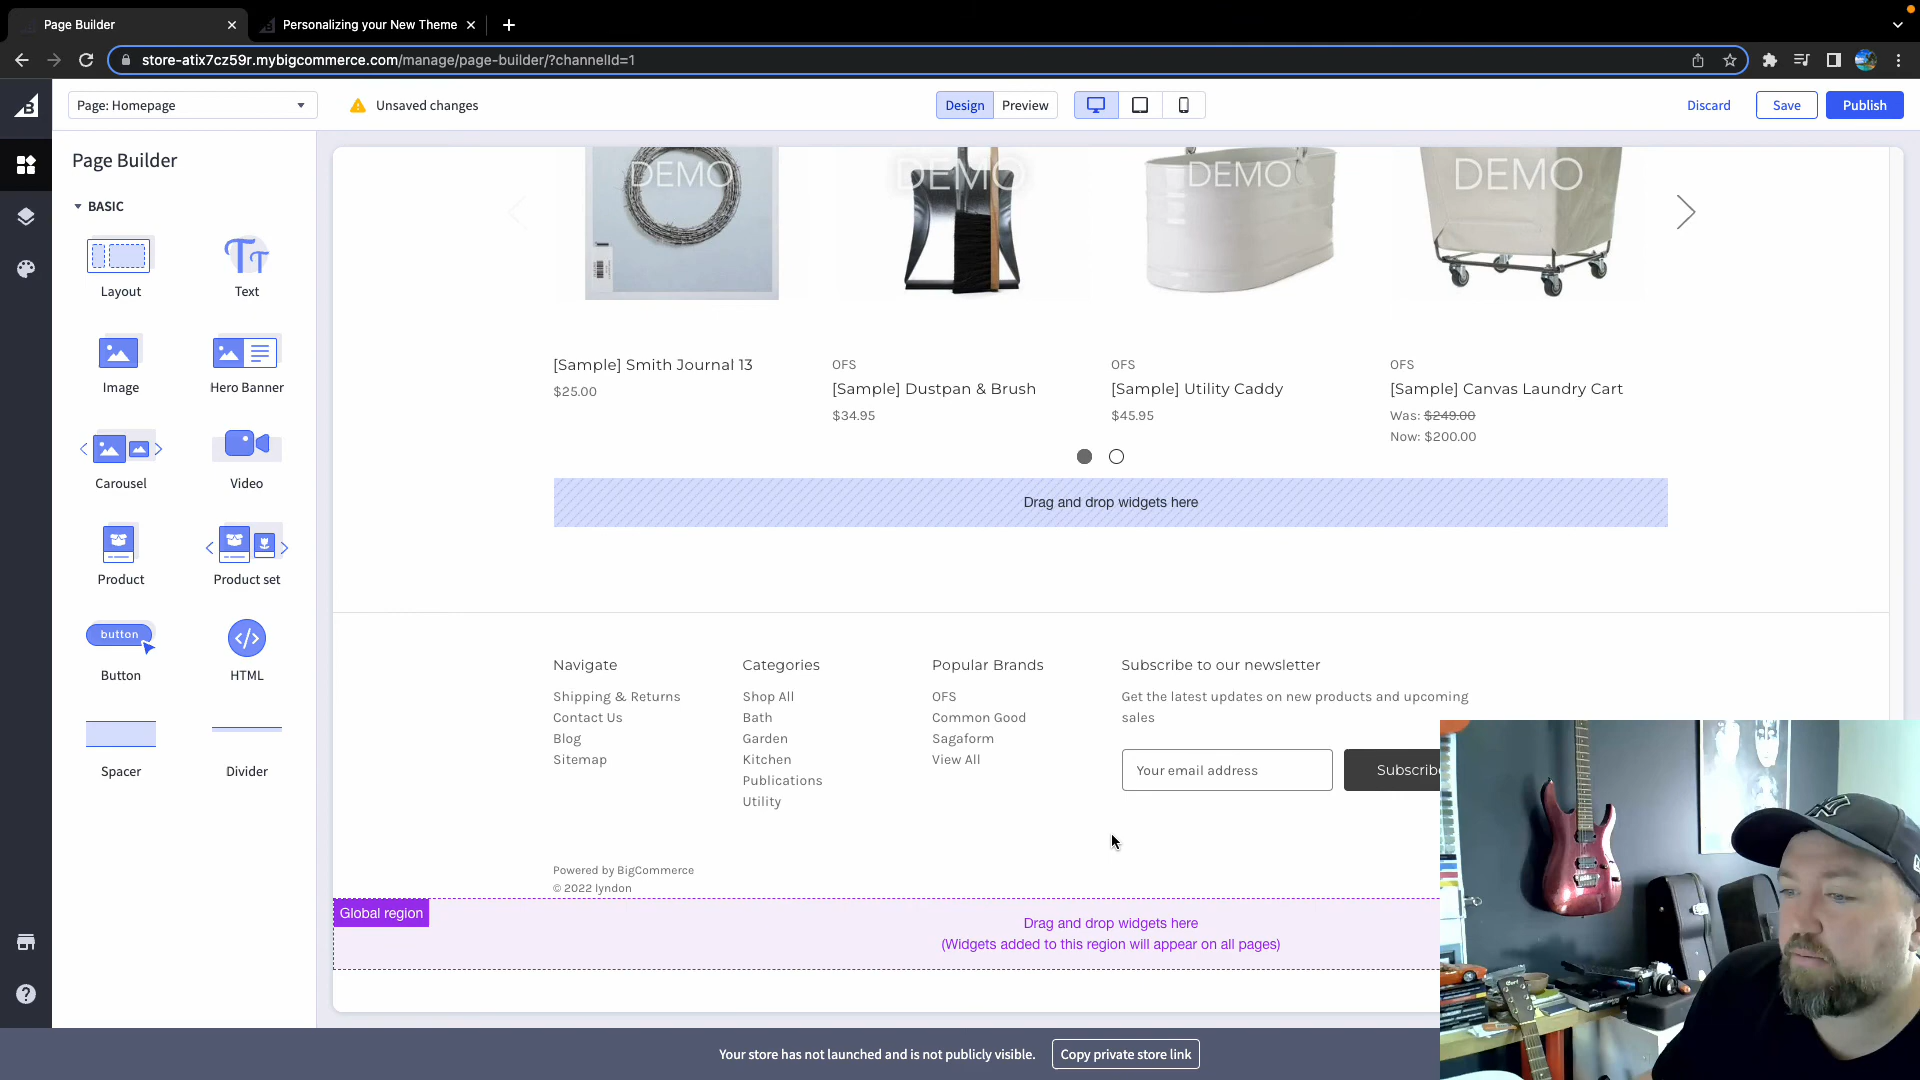 Page Builder
Personalizing your New Theme
store-atix7cz59r.mybigcommerce.com/manage/page-builder/?channelId=1
Page: Homepage
Unsaved changes
Design
Preview
Discard
Save
Publish
Page Builder
BASIC
Layout
Text
Image
Hero Banner
Carousel
Video
Product
Product set
button
Button
HTML
Spacer
Divider
DEMO
DEMO
DEMO
DEMO
[Sample] Smith Journal 13
$25.00
OFS
[Sample] Dustpan & Brush
$34.95
OFS
[Sample] Utility Caddy
$45.95
OFS
[Sample] Canvas Laundry Cart
Was: $249.00
Now: $200.00
Drag and drop widgets here
Navigate
Shipping & Returns
Contact Us
Blog
Sitemap
Categories
Shop All
Bath
Garden
Kitchen
Publications
Utility
Popular Brands
OFS
Common Good
Sagaform
View All
Subscribe to our newsletter
Get the latest updates on new products and upcoming
sales
Your email address
Subscribe
Powered by BigCommerce
© 2022 lyndon
Global region
Drag and drop widgets here
(Widgets added to this region will appear on all pages)
Your store has not launched and is not publicly visible.
Copy private store link